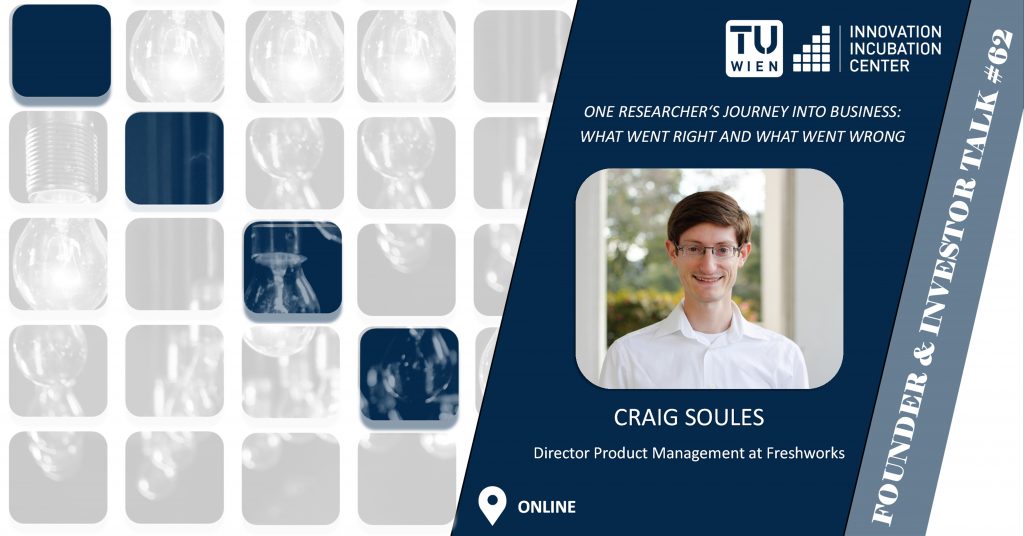 TU
WIEN
INNOVATION
INCUBATION
CENTER
ONE RESEARCHER‘S JOURNEY INTO BUSINESS:
WHAT WENT RIGHT AND WHAT WENT WRONG
CRAIG SOULES
Director Product Management at Freshworks
ONLINE
FOUNDER & INVESTOR TALK #62